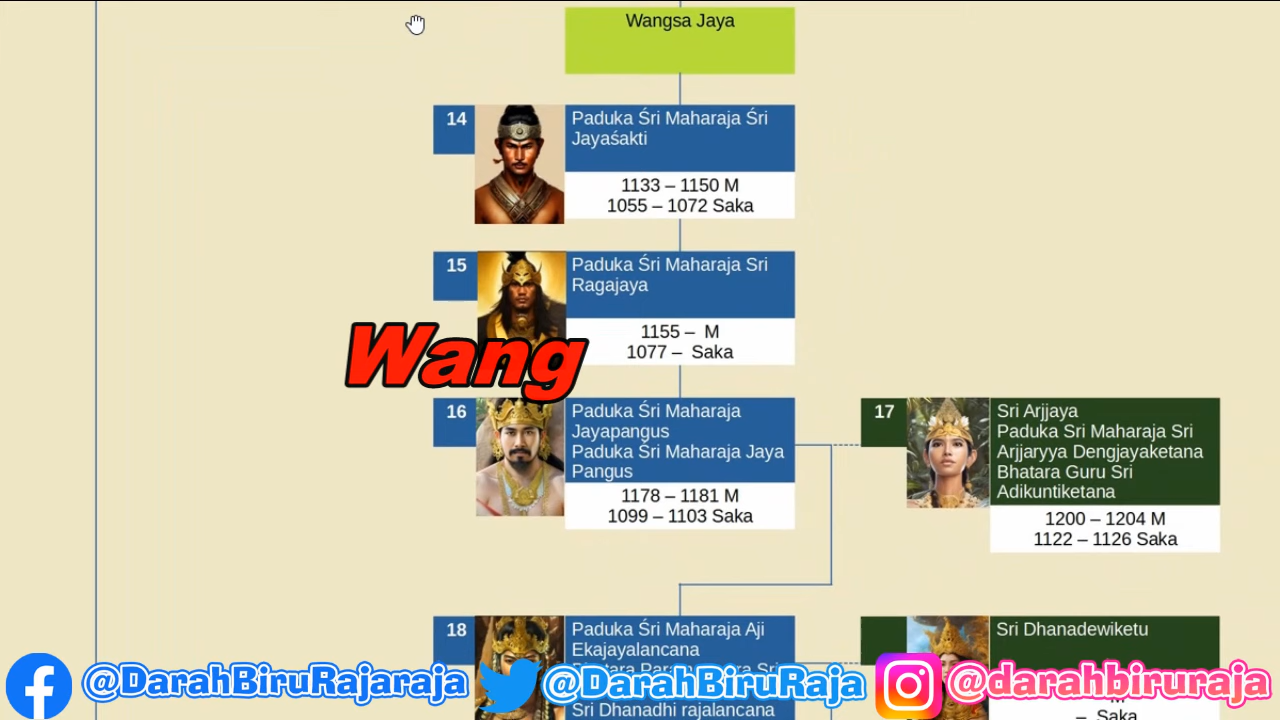 Wangsa Jaya
14
Paduka Śri Maharaja Śri
Jayaśakti
1133 – 1150 M
1055 – 1072 Saka
15
Paduka Śri Maharaja Sri
Ragajaya
1155 – M
1077 – Saka
Wang
16
Paduka Śri Maharaja
Jayapangus
Paduka Śri Maharaja Jaya
Pangus
1178 – 1181 M
1099 – 1103 Saka
17
Sri Arjjaya
Paduka Sri Maharaja Sri
Arjjaryya Dengjayaketana
Bhatara Guru Sri
Adikuntiketana
1200 – 1204 M
1122 – 1126 Saka
18
Paduka Śri Maharaja Aji
Ekajayalancana
Sri Dhanadhi rajalancana
Sri Dhanadewiketu
M
– Saka
@DarahBiruRajaraja
@DarahBiruRaja
@darahbiruraja